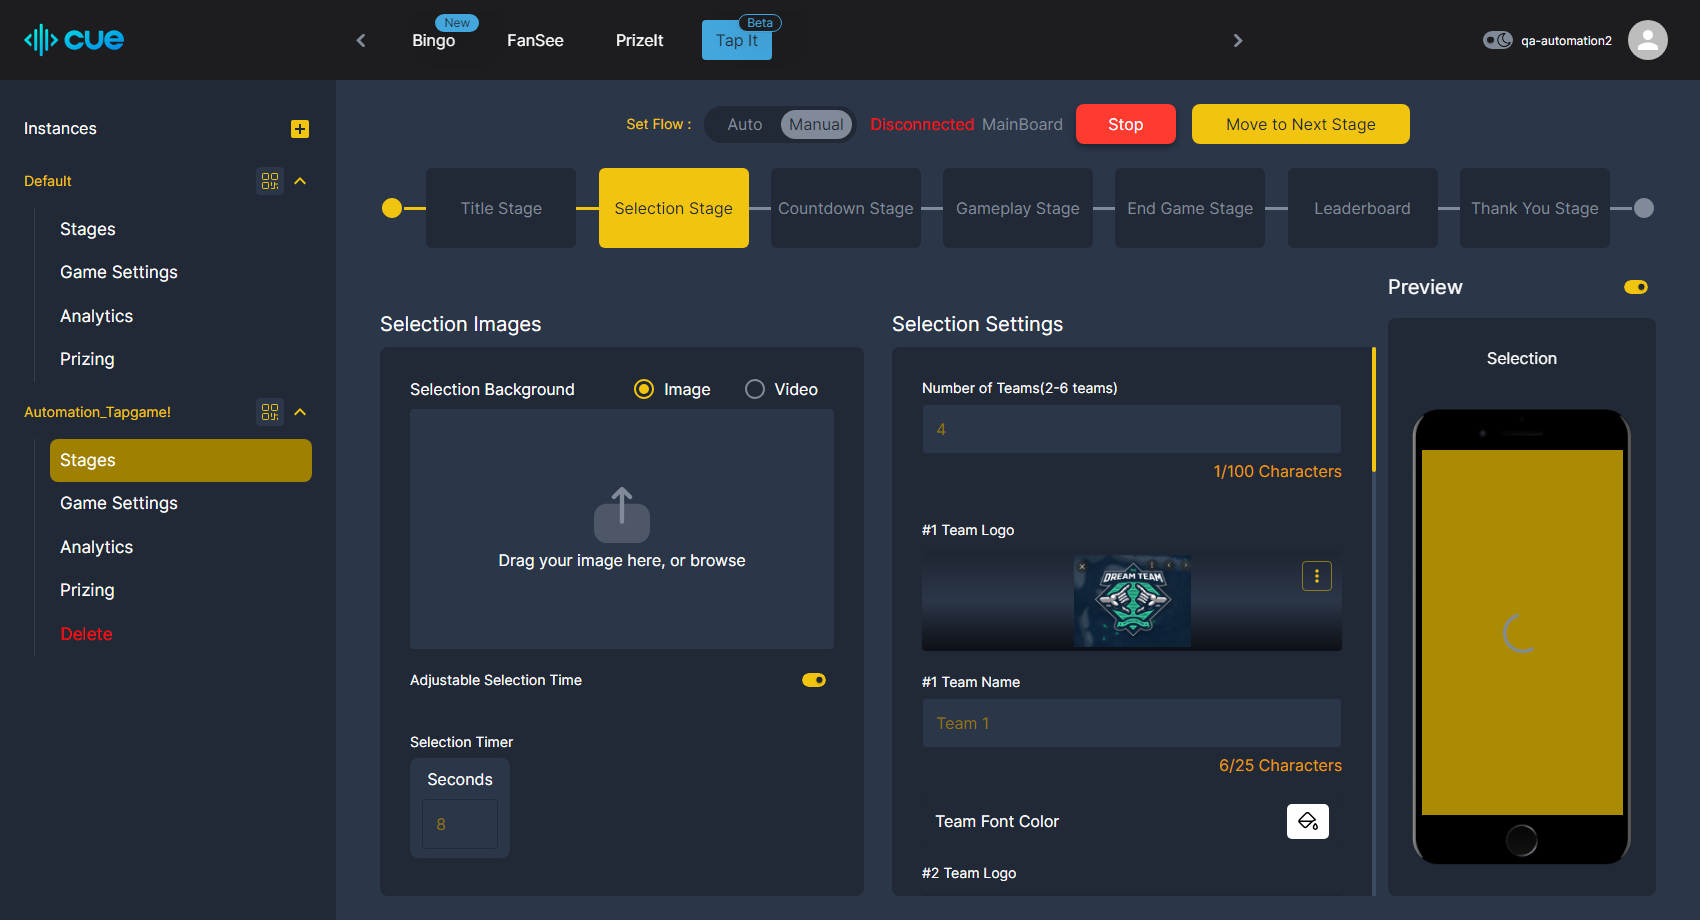 cue
New
Bingo
FanSee
PrizeIt
Beta
Tap It
qa-automation2
Instances
Default
Stages
Game Settings
Analytics
Prizing
Automation_Tapgame!
Stages
Game Settings
Analytics
Prizing
Delete
Set Flow :
Auto
Manual
Disconnected MainBoard
Stop
Move to Next Stage
Title Stage
Selection Stage
Countdown Stage
Gameplay Stage
End Game Stage
Leaderboard
Thank You Stage
Selection Images
Selection Background
Image
Video
Drag your image here, or browse
Adjustable Selection Time
Selection Timer
Seconds
8
Selection Settings
Number of Teams(2-6 teams)
4
1/100 Characters
#1 Team Logo
DREAM TEAM
#1 Team Name
Team 1
6/25 Characters
Team Font Color
#2 Team Logo
Preview
Selection